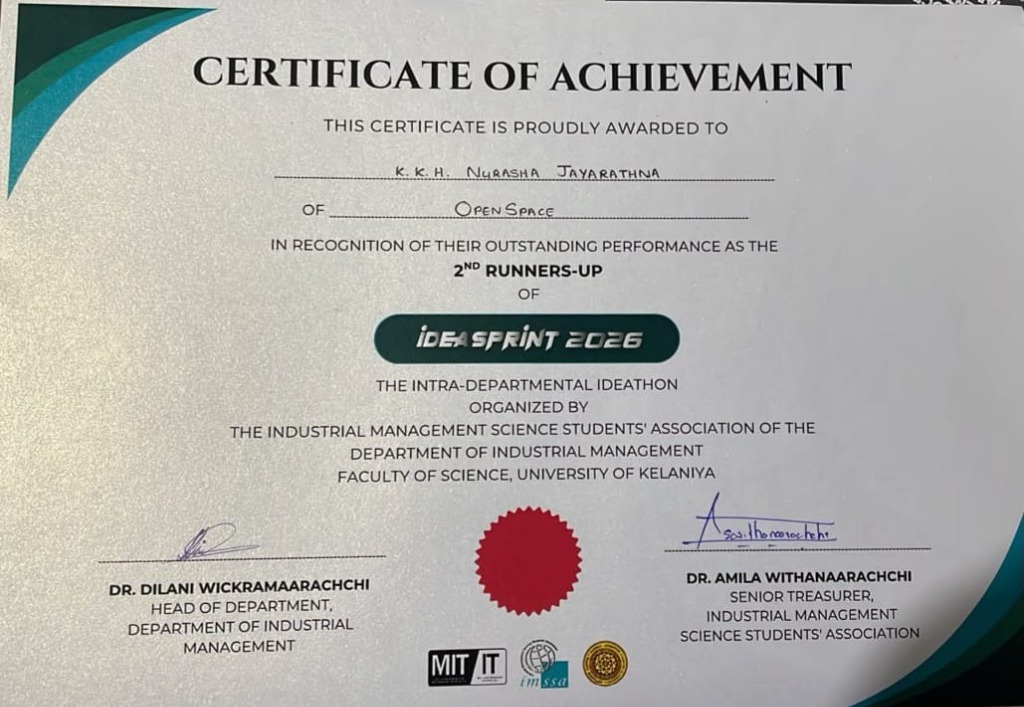 CERTIFICATE OF ACHIEVEMENT
THIS CERTIFICATE IS PROUDLY AWARDED TO
K. K. H. NURASHA JAYARATHNA
OF OPENSPACE
IN RECOGNITION OF THEIR OUTSTANDING PERFORMANCE AS THE
2ND RUNNERS-UP
OF
iDEASPRiNT 2026
THE INTRA-DEPARTMENTAL IDEATHON
ORGANIZED BY
THE INDUSTRIAL MANAGEMENT SCIENCE STUDENTS' ASSOCIATION OF THE
DEPARTMENT OF INDUSTRIAL MANAGEMENT
FACULTY OF SCIENCE, UNIVERSITY OF KELANIYA
DR. DILANI WICKRAMAARACHCHI
HEAD OF DEPARTMENT,
DEPARTMENT OF INDUSTRIAL
MANAGEMENT
DR. AMILA WITHANAARACHCHI
SENIOR TREASURER,
INDUSTRIAL MANAGEMENT
SCIENCE STUDENTS' ASSOCIATION
MIT/IT
imssa